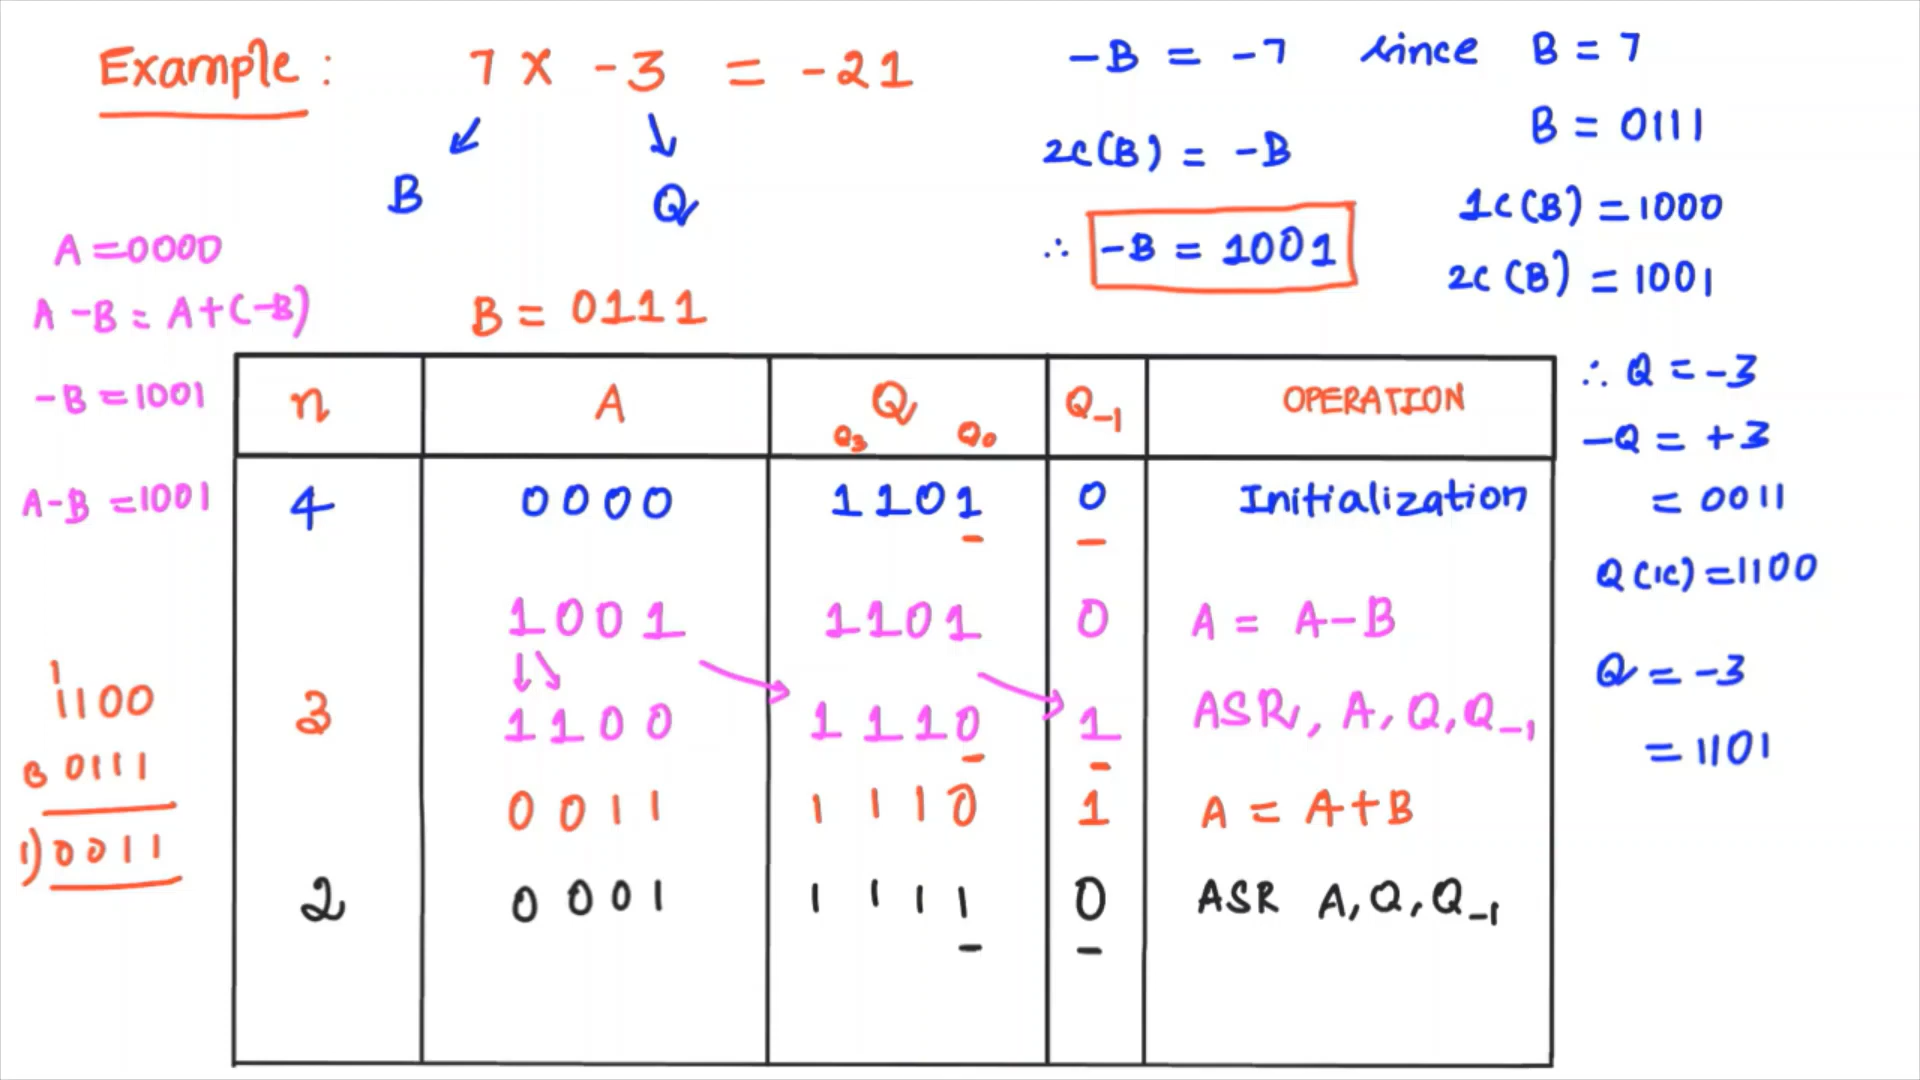 Example : 7 x -3 = -21
B Q
-B = -7 since B = 7
B = 0111
2c(B) = -B
1c(B) = 1000
∴ -B = 1001
2c(B) = 1001
A = 0000
A - B = A + (-B)
B = 0111
-B = 1001
A - B = 1001
n A Q Q₋₁ OPERATION
Q₃ Q₀
4 0000 1101 0 Initialization
1001 1101 0 A = A - B
3 1100 1110 1 ASR, A, Q, Q₋₁
0011 1110 1 A = A + B
2 0001 1111 0 ASR A, Q, Q₋₁
1
1100
B 0111
1) 0011
∴ Q = -3
-Q = +3
= 0011
Q(1c) = 1100
Q = -3
= 1101